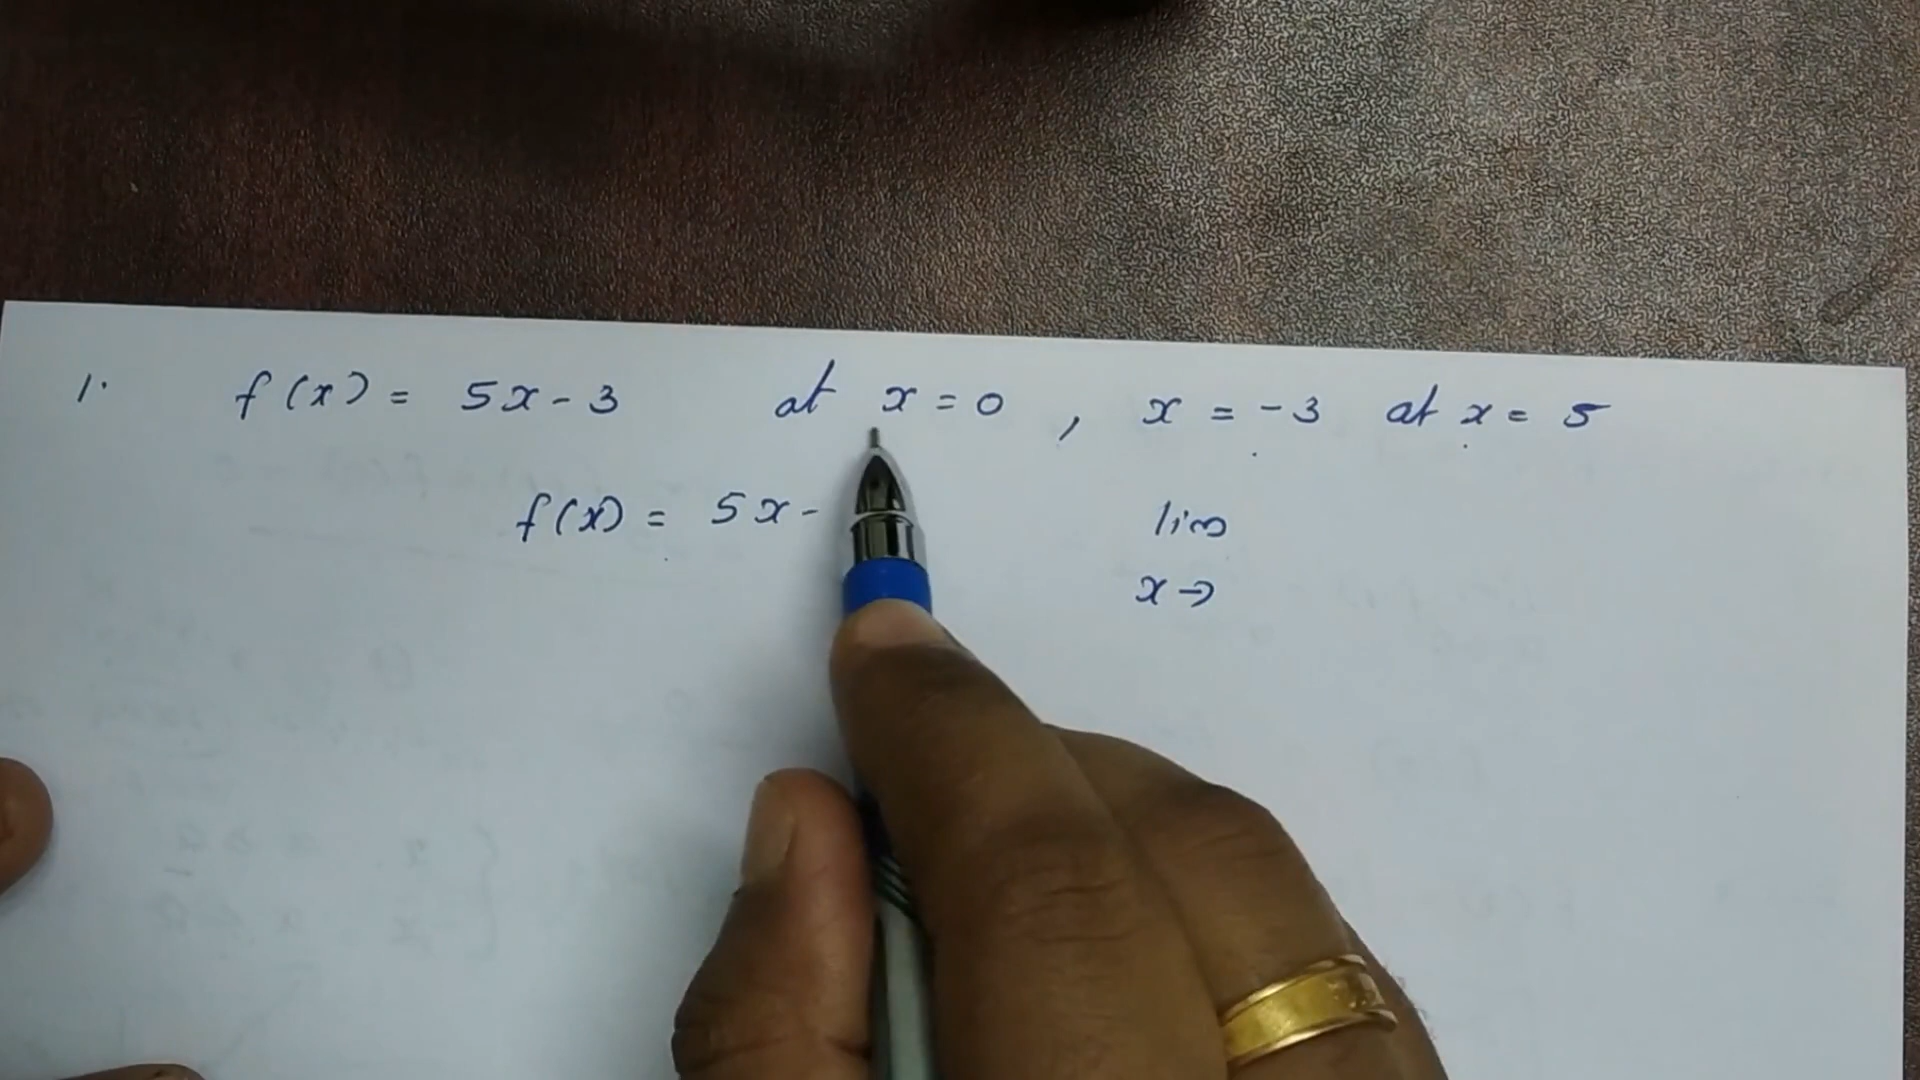 1. f(x) = 5x - 3 at x = 0 , x = -3 at x = 5
f(x) = 5x - lim
x →